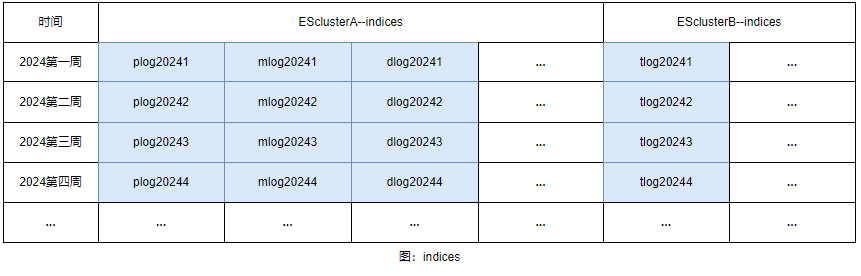 时间 ESclusterA--indices ESclusterB--indices
2024第一周 plog20241 mlog20241 dlog20241 ... tlog20241 ...
2024第二周 plog20242 mlog20242 dlog20242 ... tlog20242 ...
2024第三周 plog20243 mlog20243 dlog20243 ... tlog20243 ...
2024第四周 plog20244 mlog20244 dlog20244 ... tlog20244 ...
... ... ... ... ... ... ...
图：indices